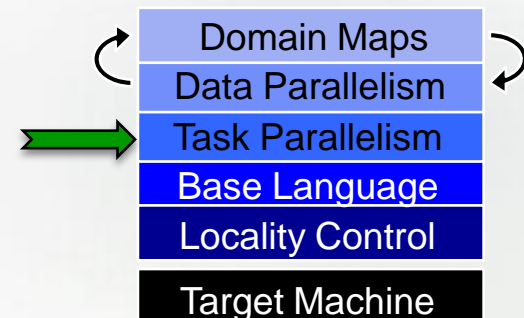 Domain Maps
Data Parallelism
Task Parallelism
Base Language
Locality Control
Target Machine